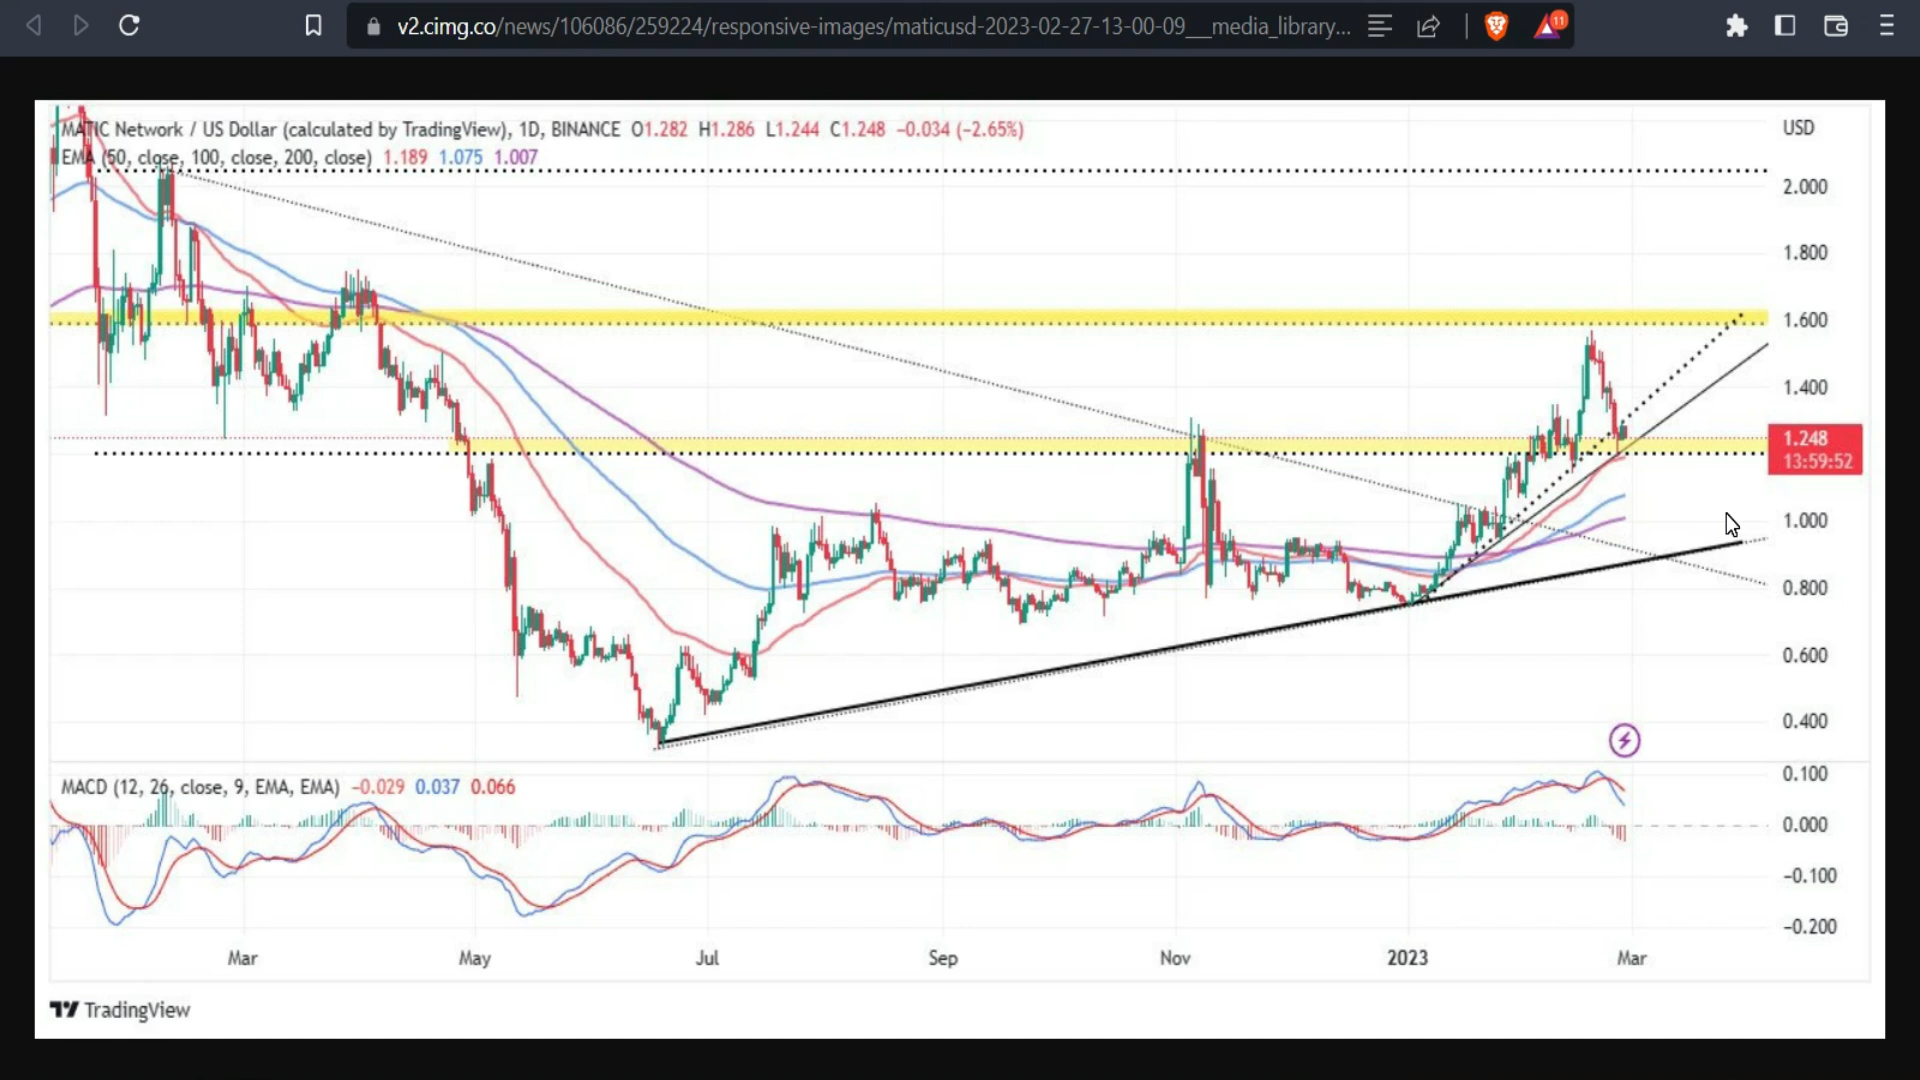 v2.cimg.co/news/106086/259224/responsive-images/maticusd-2023-02-27-13-00-09___media_library...
11
MATIC Network / US Dollar (calculated by TradingView), 1D, BINANCE O1.282 H1.286 L1.244 C1.248 −0.034 (−2.65%)
EMA (50, close, 100, close, 200, close) 1.189 1.075 1.007
USD
2.000
1.800
1.600
1.400
1.248
13:59:52
1.000
0.800
0.600
0.400
MACD (12, 26, close, 9, EMA, EMA) −0.029 0.037 0.066
0.100
0.000
−0.100
−0.200
Mar May Jul Sep Nov 2023 Mar
TradingView